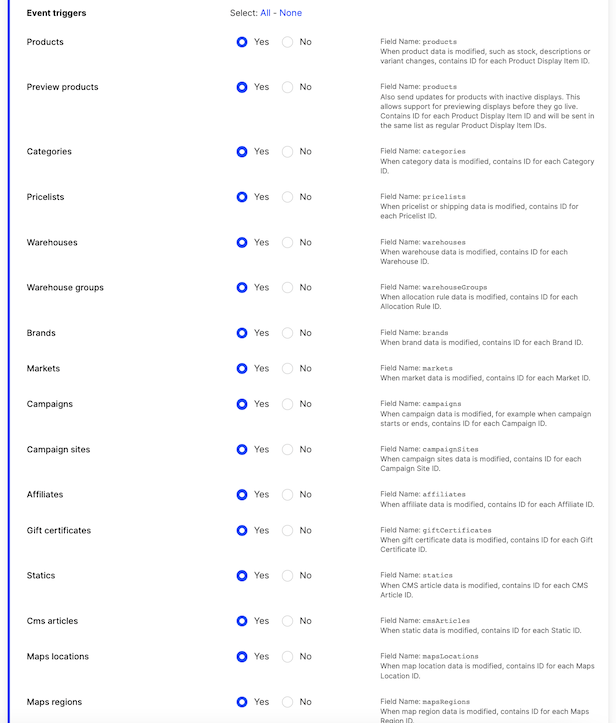 Event triggers Select: All - None
Products Yes No Field Name: products
When product data is modified, such as stock, descriptions or
variant changes, contains ID for each Product Display Item ID.
Preview products Yes No Field Name: products
Also send updates for products with inactive displays. This
allows support for previewing displays before they go live.
Contains ID for each Product Display Item ID and will be sent in
the same list as regular Product Display Item IDs.
Categories Yes No Field Name: categories
When category data is modified, contains ID for each Category
ID.
Pricelists Yes No Field Name: pricelists
When pricelist or shipping data is modified, contains ID for
each Pricelist ID.
Warehouses Yes No Field Name: warehouses
When warehouse data is modified, contains ID for each
Warehouse ID.
Warehouse groups Yes No Field Name: warehouseGroups
When allocation rule data is modified, contains ID for each
Allocation Rule ID.
Brands Yes No Field Name: brands
When brand data is modified, contains ID for each Brand ID.
Markets Yes No Field Name: markets
When market data is modified, contains ID for each Market ID.
Campaigns Yes No Field Name: campaigns
When campaign data is modified, for example when campaign
starts or ends, contains ID for each Campaign ID.
Campaign sites Yes No Field Name: campaignSites
When campaign sites data is modified, contains ID for each
Campaign Site ID.
Affiliates Yes No Field Name: affiliates
When affiliate data is modified, contains ID for each Affiliate ID.
Gift certificates Yes No Field Name: giftCertificates
When gift certificate data is modified, contains ID for each Gift
Certificate ID.
Statics Yes No Field Name: statics
When CMS article data is modified, contains ID for each CMS
Article ID.
Cms articles Yes No Field Name: cmsArticles
When static data is modified, contains ID for each Static ID.
Maps locations Yes No Field Name: mapsLocations
When map location data is modified, contains ID for each Maps
Location ID.
Maps regions Yes No Field Name: mapsRegions
When map region data is modified, contains ID for each Maps
Region ID.